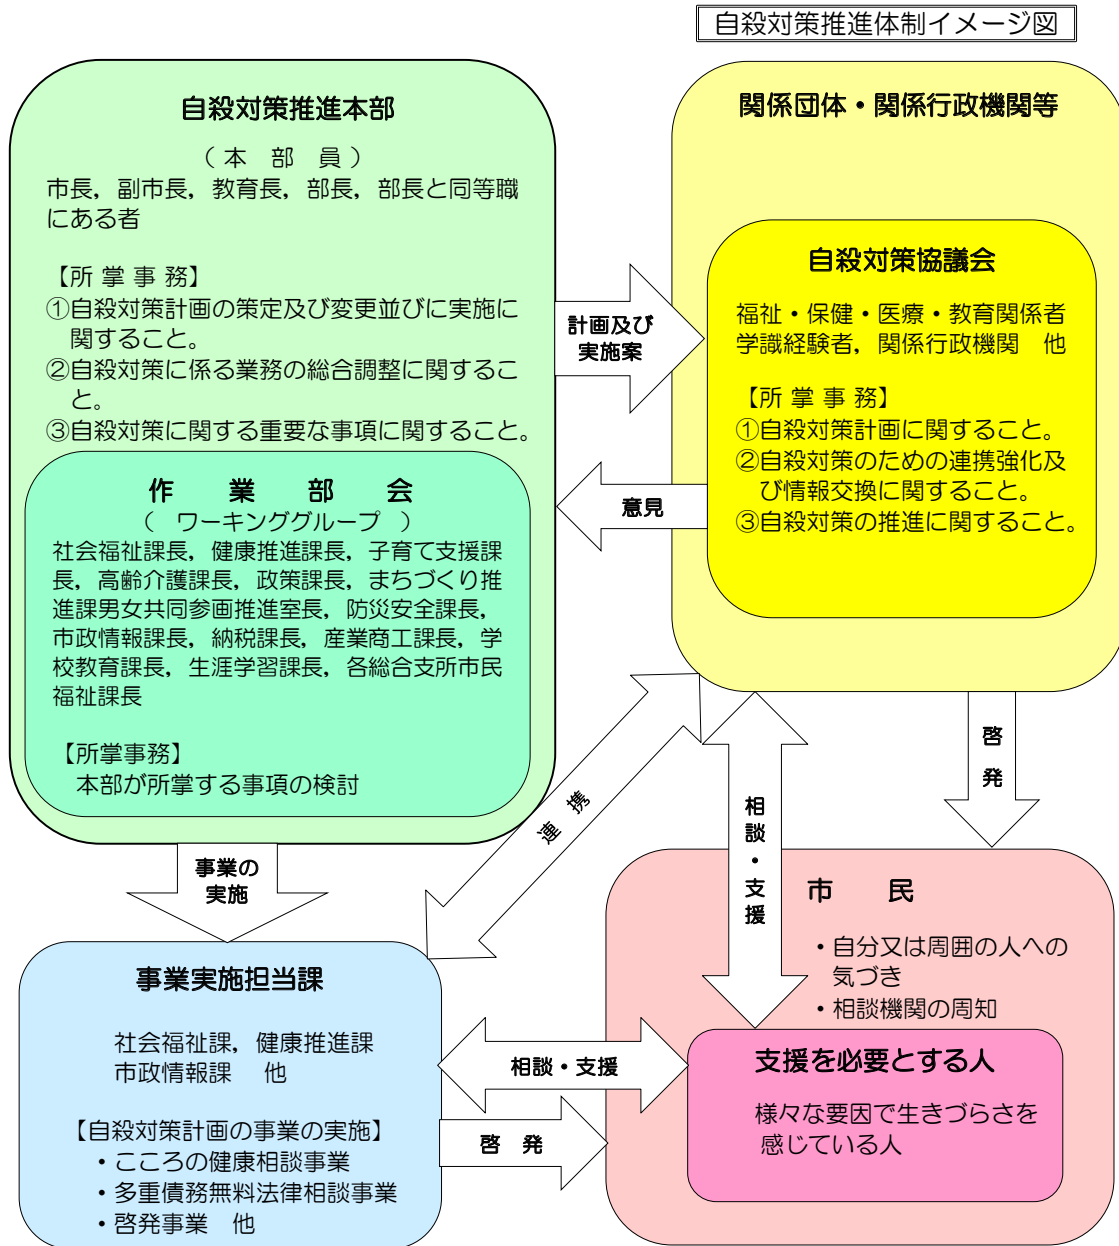 自殺対策推進体制イメージ図
自殺対策推進本部
（ 本　部　員 ）
市長，副市長，教育長，部長，部長と同等職
にある者
【所 掌 事 務】
①自殺対策計画の策定及び変更並びに実施に
関すること。
②自殺対策に係る業務の総合調整に関するこ
と。
③自殺対策に関する重要な事項に関すること。
作　業　部　会
（　ワーキンググループ　）
社会福祉課長，健康推進課長，子育て支援課
長，高齢介護課長，政策課長，まちづくり推
進課男女共同参画推進室長，防災安全課長，
市政情報課長，納税課長，産業商工課長，学
校教育課長，生涯学習課長，各総合支所市民
福祉課長
【所掌事務】
本部が所掌する事項の検討
計画及び
実施案
意見
関係団体・関係行政機関等
自殺対策協議会
福祉・保健・医療・教育関係者
学識経験者，関係行政機関　他
【所 掌 事 務】
①自殺対策計画に関すること。
②自殺対策のための連携強化及
び情報交換に関すること。
③自殺対策の推進に関すること。
事業の
実施
連　携
相談・支援
啓　発
事業実施担当課
社会福祉課，健康推進課
市政情報課　他
【自殺対策計画の事業の実施】
・こころの健康相談事業
・多重債務無料法律相談事業
・啓発事業　他
相談・支援
啓　発
市　　民
・自分又は周囲の人への
気づき
・相談機関の周知
支援を必要とする人
様々な要因で生きづらさを
感じている人